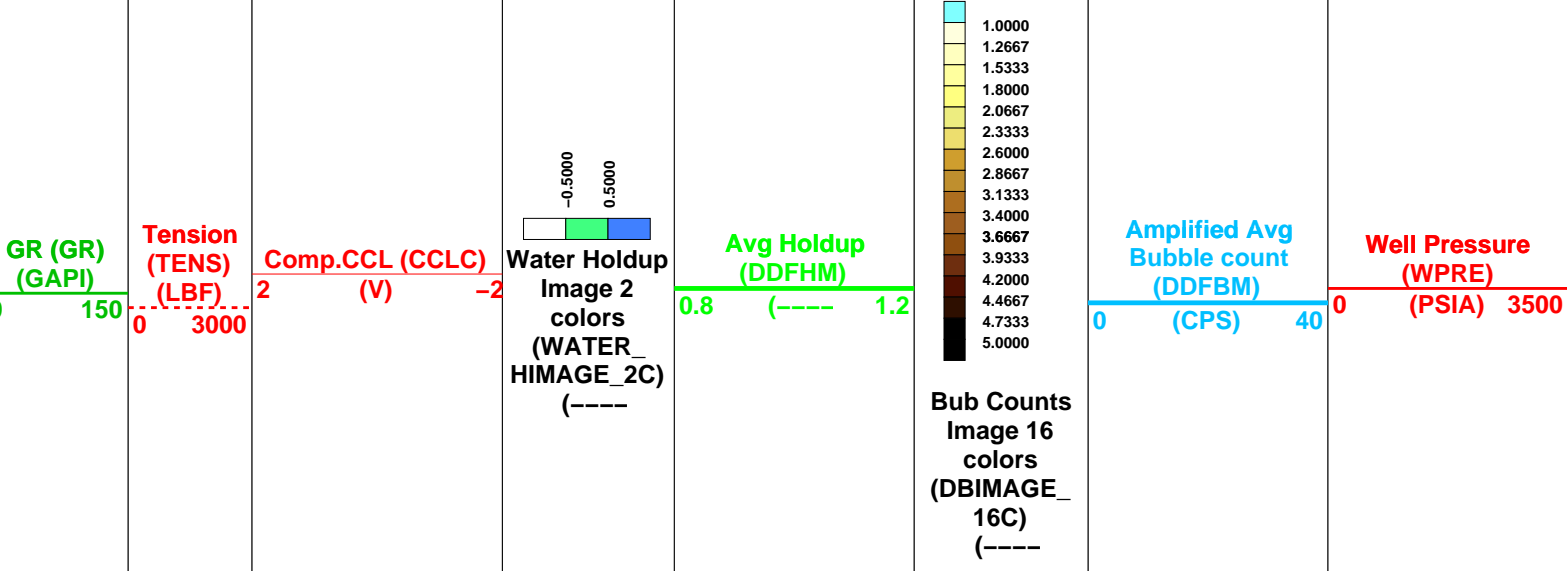 GR (GR)
(GAPI)
150
Tension
(TENS)
(LBF)
0 3000
Comp.CCL (CCLC)
2 (V) −2
−0.5000
0.5000
Water Holdup
Image 2
colors
(WATER_
HIMAGE_2C)
(−−−−
Avg Holdup
(DDFHM)
0.8 (−−−− 1.2
1.0000
1.2667
1.5333
1.8000
2.0667
2.3333
2.6000
2.8667
3.1333
3.4000
3.6667
3.9333
4.2000
4.4667
4.7333
5.0000
Bub Counts
Image 16
colors
(DBIMAGE_
16C)
(−−−−
Amplified Avg
Bubble count
(DDFBM)
0 (CPS) 40
Well Pressure
(WPRE)
0 (PSIA) 3500